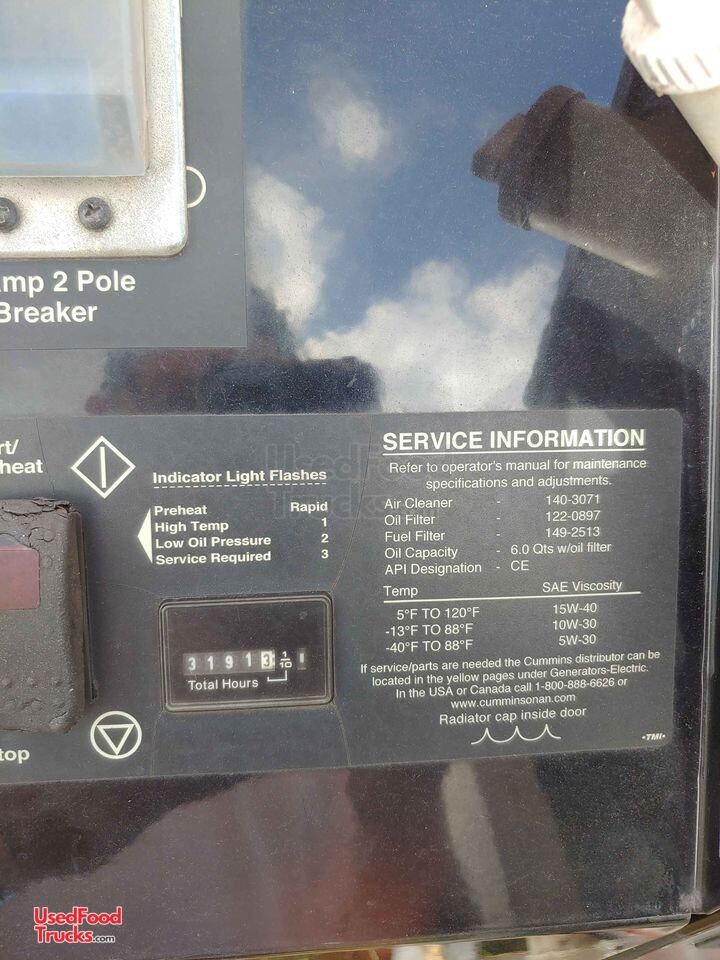 mp 2 Pole
Breaker
rt/
heat
Indicator Light Flashes
Preheat Rapid
High Temp 1
Low Oil Pressure 2
Service Required 3
31913 1/10
Total Hours
top
SERVICE INFORMATION
Refer to operator's manual for maintenance
specifications and adjustments.
Air Cleaner - 140-3071
Oil Filter - 122-0897
Fuel Filter - 149-2513
Oil Capacity - 6.0 Qts w/oil filter
API Designation - CE
Temp SAE Viscosity
5°F TO 120°F 15W-40
-13°F TO 88°F 10W-30
-40°F TO 88°F 5W-30
If service/parts are needed the Cummins distributor can be
located in the yellow pages under Generators-Electric.
In the USA or Canada call 1-800-888-6626 or
www.cumminsonan.com
Radiator cap inside door
•TMI•
UsedFood
Trucks.com